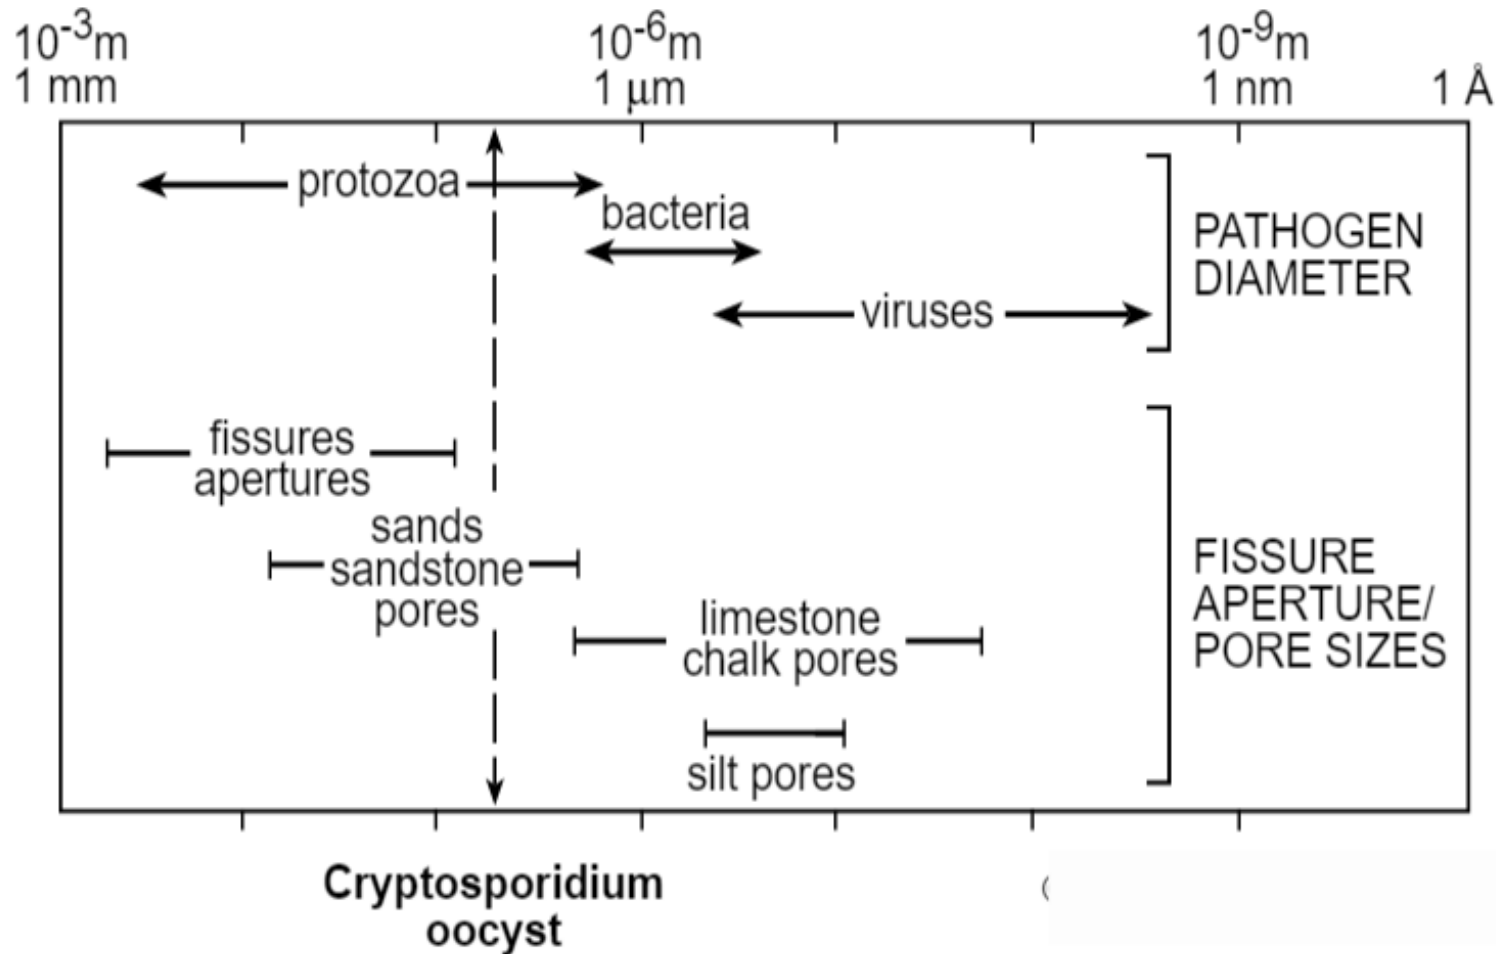 10-3m
10-6m
10-9m
1 mm
1 μm
1 nm
1 Å
protozoa
bacteria
viruses
PATHOGEN
DIAMETER
fissures
apertures
sands
sandstone
pores
limestone
chalk pores
silt pores
FISSURE
APERTURE/
PORE SIZES
Cryptosporidium
oocyst